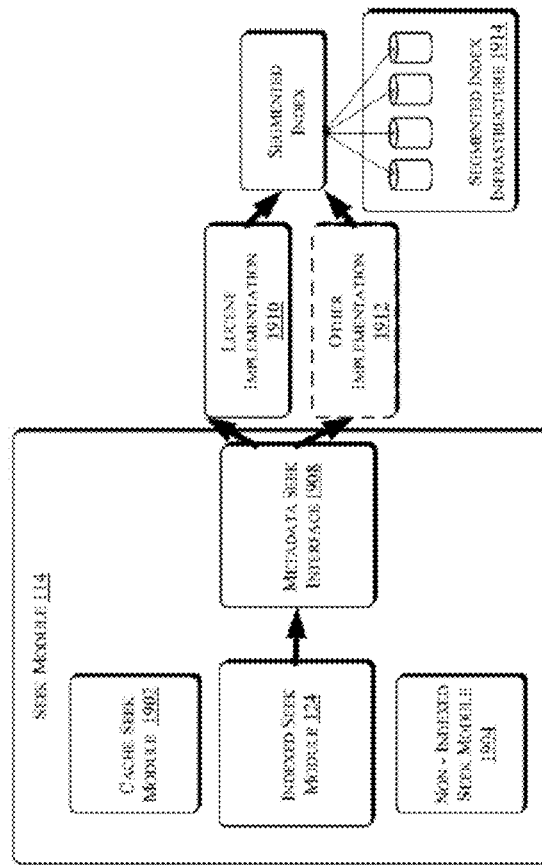 SEEK MODULE 114
CACHE SEEK
MODULE 1902
INDEXED SEEK
MODULE 124
NON - INDEXED
SEEK MODULE
1904
METADATA SEEK
INTERFACE 1908
LUCENE
IMPLEMENTATION
1910
OTHER
IMPLEMENTATION
1912
SEGMENTED
INDEX
SEGMENTED INDEX
INFRASTRUCTURE 1914